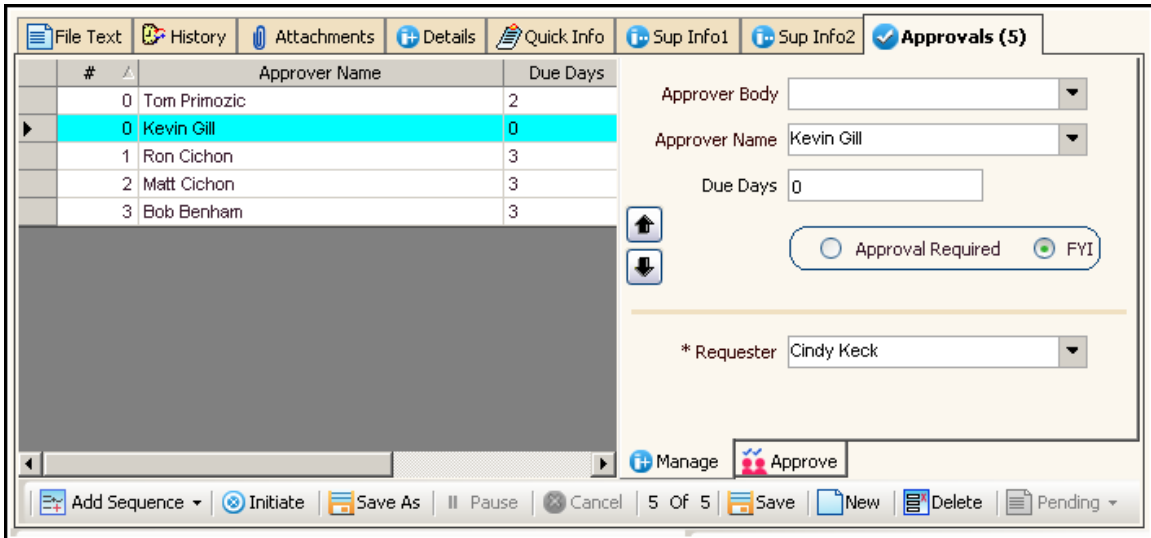 File Text History Attachments Details Quick Info Sup Info1 Sup Info2 Approvals (5)
# Approver Name Due Days
0 Tom Primozic 2
0 Kevin Gill 0
1 Ron Cichon 3
2 Matt Cichon 3
3 Bob Benham 3
Approver Body
Approver Name Kevin Gill
Due Days 0
Approval Required FYI
* Requester Cindy Keck
Manage Approve
Add Sequence Initiate Save As Pause Cancel 5 Of 5 Save New Delete Pending